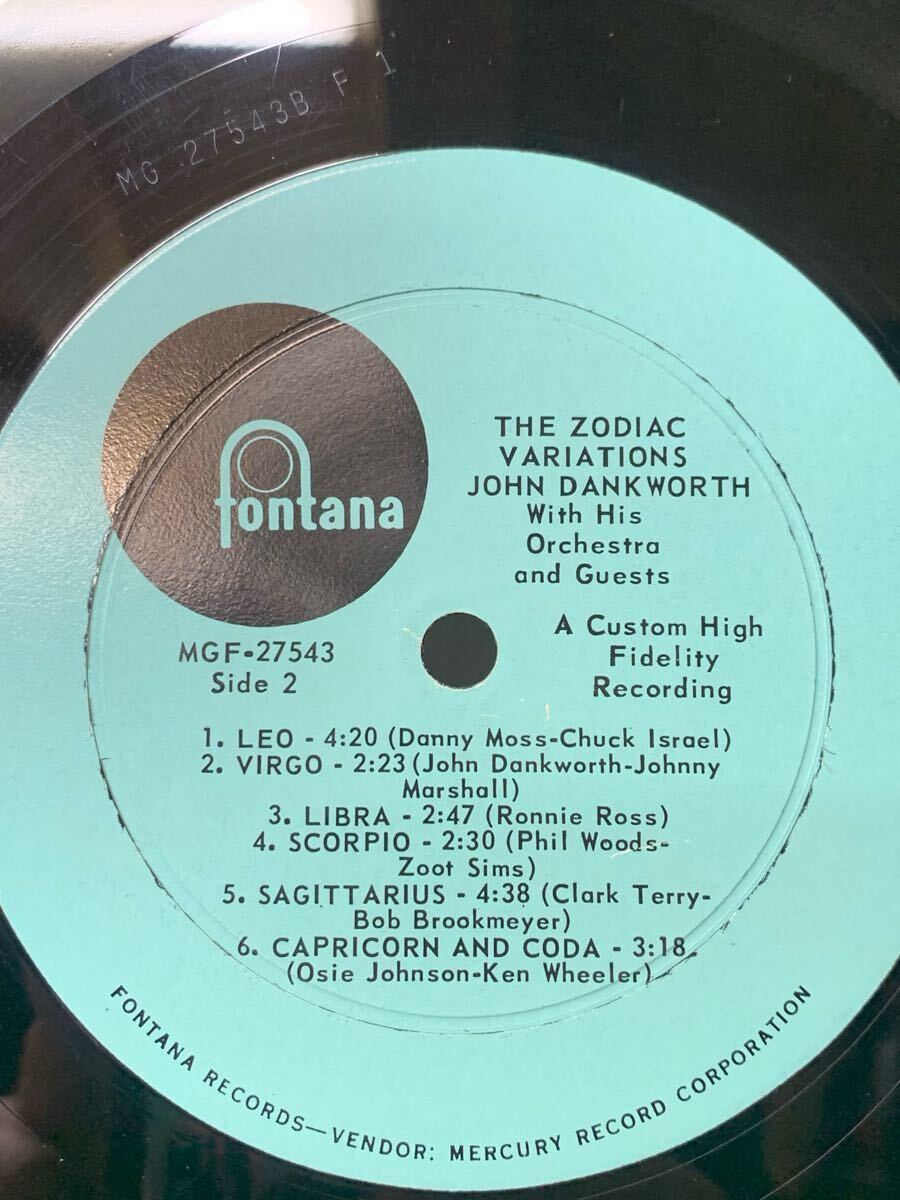 MG 27543B F 1
fontana
THE ZODIAC
VARIATIONS
JOHN DANKWORTH
With His
Orchestra
and Guests
A Custom High
Fidelity
Recording
MGF-27543
Side 2
1. LEO - 4:20 (Danny Moss-Chuck Israel)
2. VIRGO - 2:23 (John Dankworth-Johnny
Marshall)
3. LIBRA - 2:47 (Ronnie Ross)
4. SCORPIO - 2:30 (Phil Woods-
Zoot Sims)
5. SAGITTARIUS - 4:38 (Clark Terry-
Bob Brookmeyer)
6. CAPRICORN AND CODA - 3:18
(Osie Johnson-Ken Wheeler)
FONTANA RECORDS—VENDOR: MERCURY RECORD CORPORATION